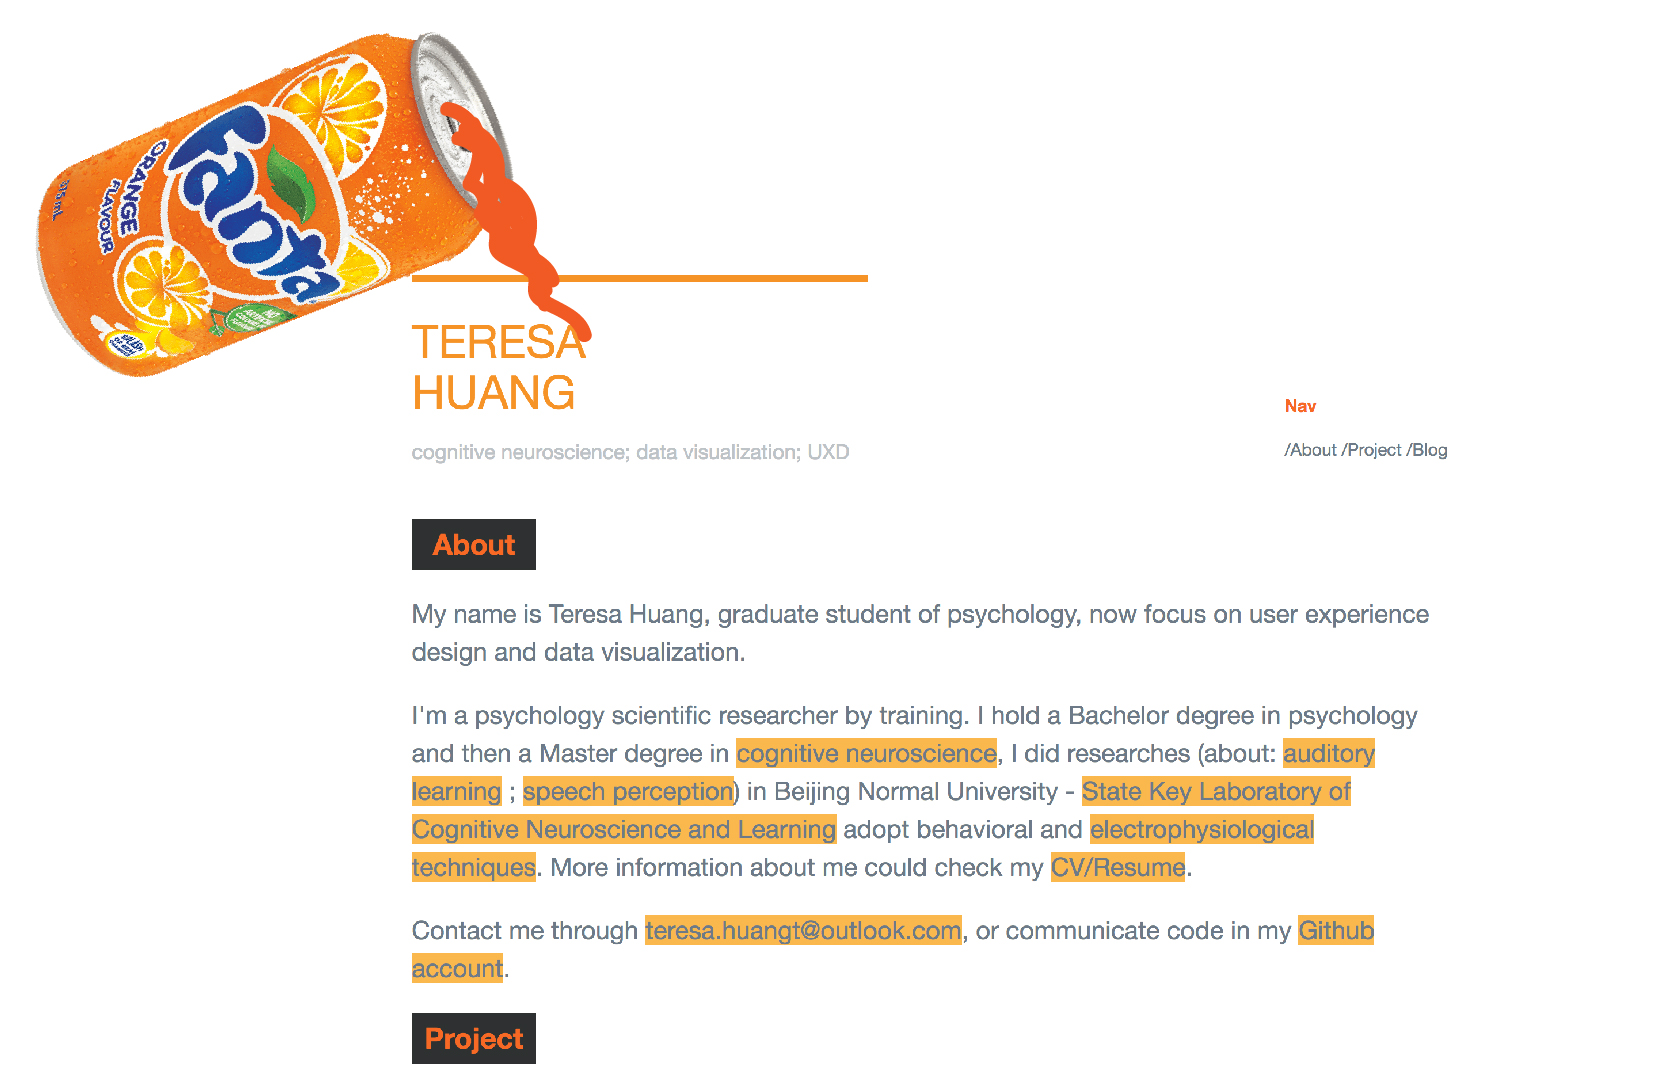 375mL
ORANGE
FLAVOUR
Fanta
NO
ARTIFICIAL
SPLASH
TERESA
HUANG
cognitive neuroscience; data visualization; UXD
Nav
/About /Project /Blog
About
My name is Teresa Huang, graduate student of psychology, now focus on user experience
design and data visualization.
I'm a psychology scientific researcher by training. I hold a Bachelor degree in psychology
and then a Master degree in cognitive neuroscience, I did researches (about: auditory
learning ; speech perception) in Beijing Normal University - State Key Laboratory of
Cognitive Neuroscience and Learning adopt behavioral and electrophysiological
techniques. More information about me could check my CV/Resume.
Contact me through teresa.huangt@outlook.com, or communicate code in my Github
account.
Project